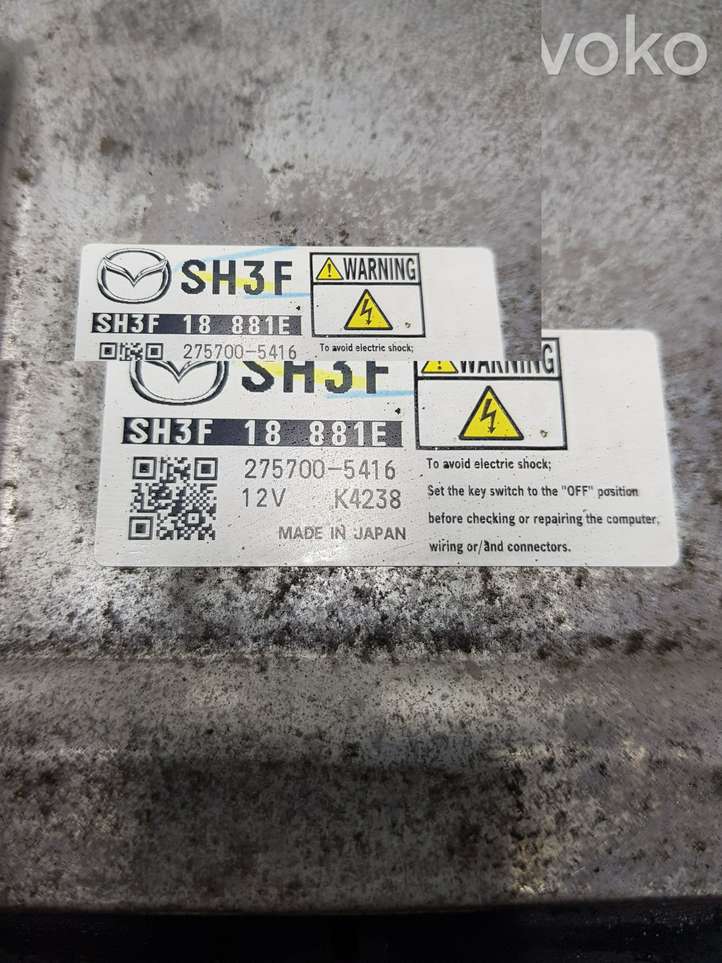 voko
SH3F
WARNING
SH3F 18 881E
275700-5416
To avoid electric shock;
SH3F
WARNING
SH3F 18 881E
275700-5416
12V K4238
MADE IN JAPAN
To avoid electric shock;
Set the key switch to the "OFF" position
before checking or repairing the computer,
wiring or/and connectors.